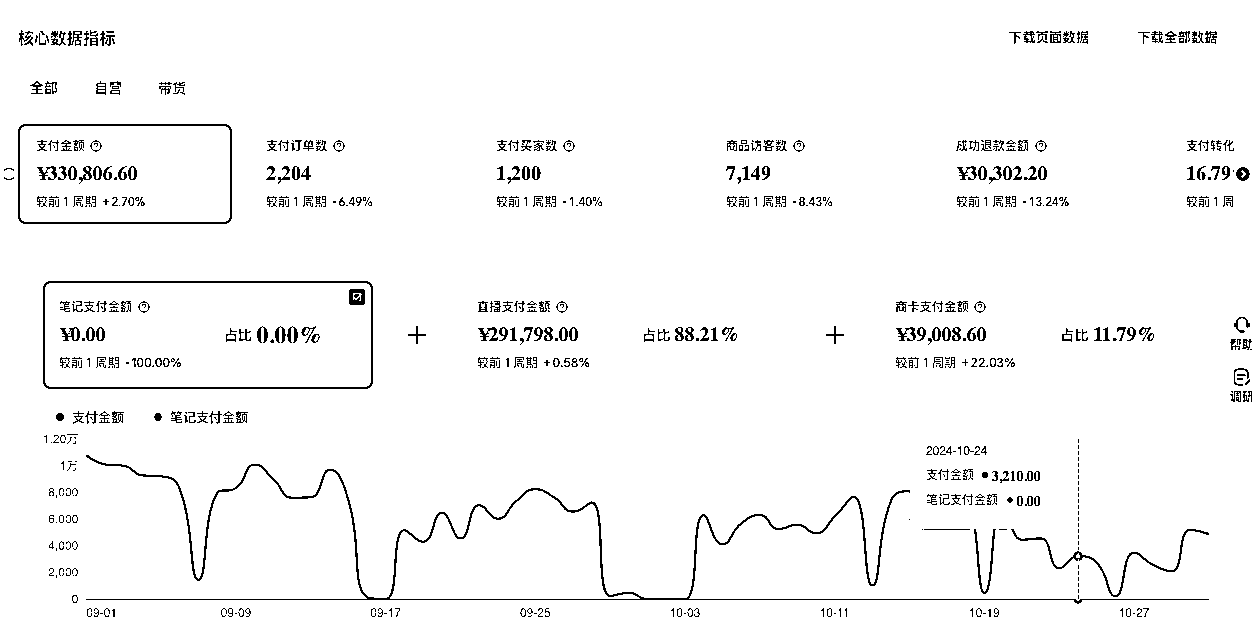 核心数据指标
下载页面数据 下载全部数据
全部 自营 带货
支付金额 支付订单数 支付买家数 商品访客数 成功退款金额 支付转化
¥330,806.60 2,204 1,200 7,149 ¥30,302.20 16.79
较前1周期 +2.70% 较前1周期 -6.49% 较前1周期 -1.40% 较前1周期 -8.43% 较前1周期 -13.24% 较前1周
笔记支付金额 直播支付金额 商卡支付金额
¥0.00 占比 0.00% + ¥291,798.00 占比 88.21% + ¥39,008.60 占比 11.79%
较前1周期 -100.00% 较前1周期 +0.58% 较前1周期 +22.03%
帮助
调研
支付金额 笔记支付金额
1.20万
1万
8,000
6,000
4,000
2,000
0
2024-10-24
支付金额 3,210.00
笔记支付金额 0.00
09-01 09-09 09-17 09-25 10-03 10-11 10-19 10-27